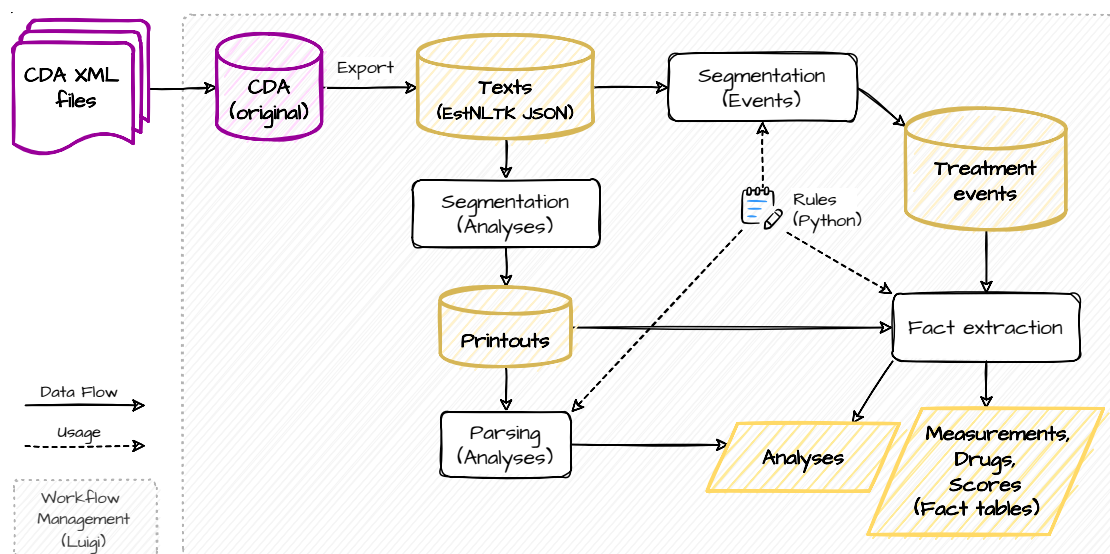 CDA XML
files
CDA
(original)
Export
Texts
(EstNLTK JSON)
Segmentation
(Events)
Treatment
events
Segmentation
(Analyses)
Rules
(Python)
Printouts
Fact extraction
Data Flow
Usage
Parsing
(Analyses)
Analyses
Measurements,
Drugs,
Scores
(Fact tables)
Workflow
Management
(Luigi)